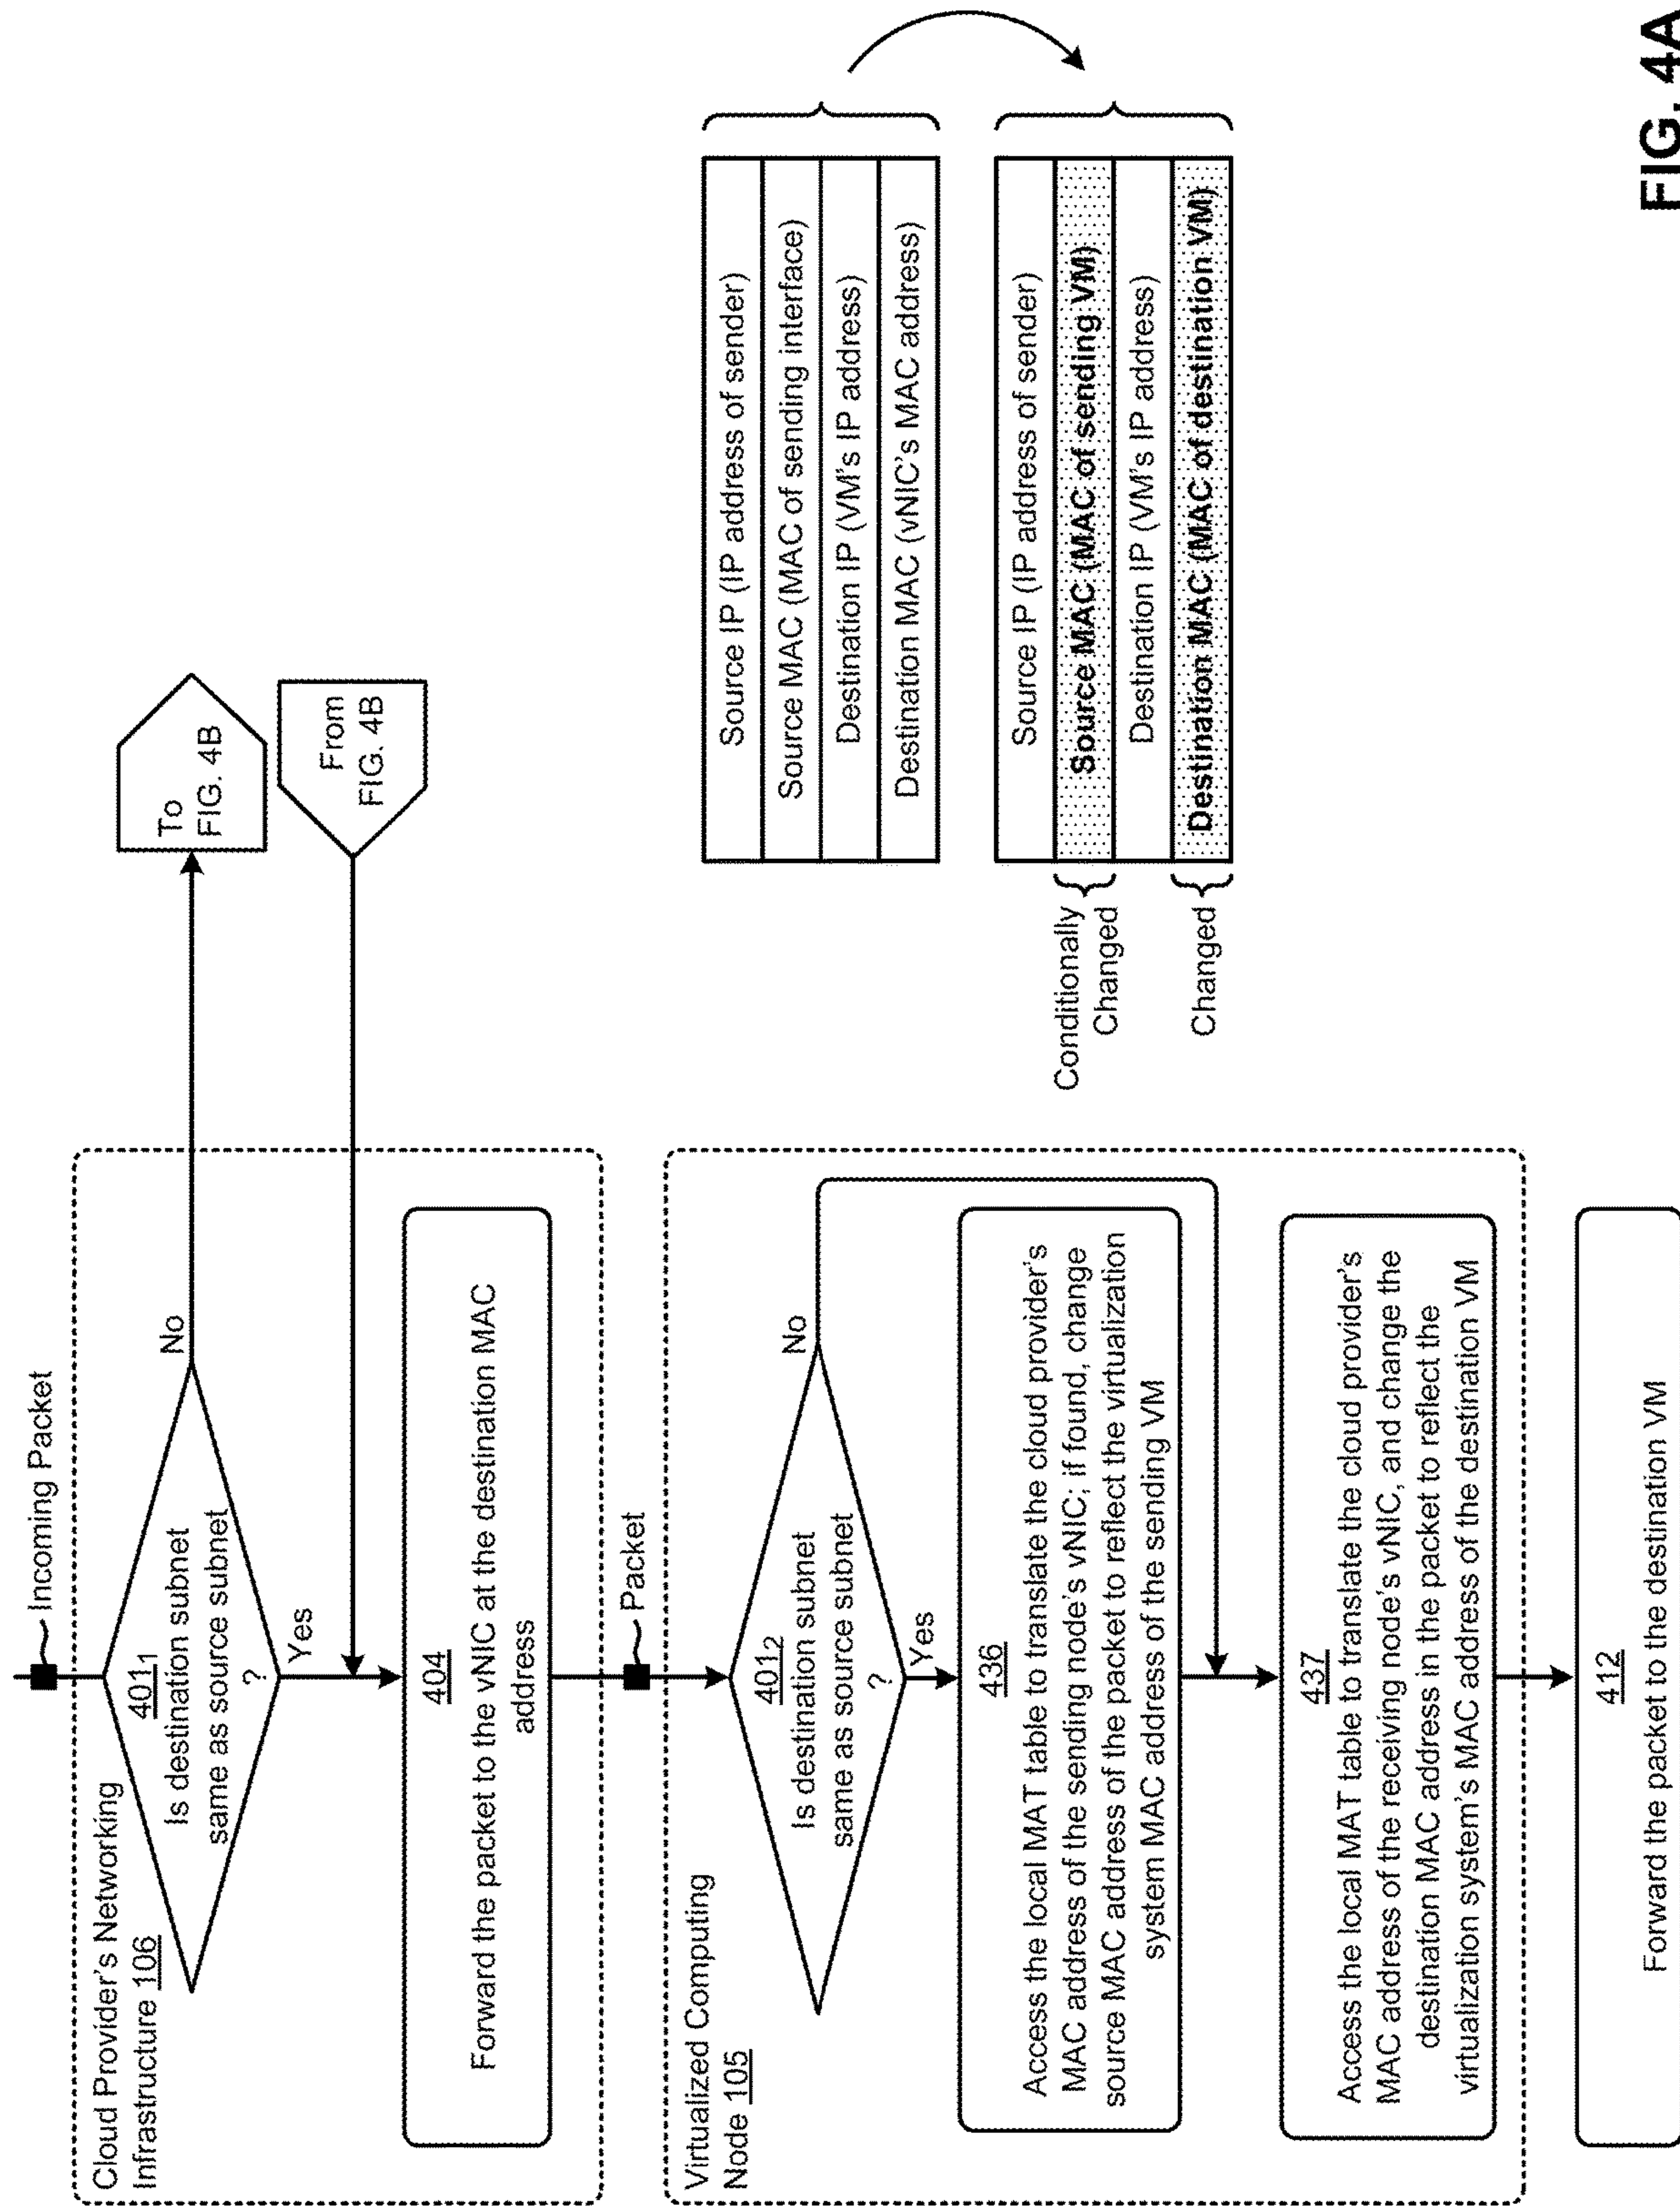 Incoming Packet
Cloud Provider's Networking
Infrastructure 106
401₁
Is destination subnet
same as source subnet
?
No
Yes
To
FIG. 4B
From
FIG. 4B
404
Forward the packet to the vNIC at the destination MAC
address
Packet
Virtualized Computing
Node 105
401₂
Is destination subnet
same as source subnet
?
No
Yes
436
Access the local MAT table to translate the cloud provider's
MAC address of the sending node's vNIC; if found, change
source MAC address of the packet to reflect the virtualization
system MAC address of the sending VM
437
Access the local MAT table to translate the cloud provider's
MAC address of the receiving node's vNIC, and change the
destination MAC address in the packet to reflect the
virtualization system's MAC address of the destination VM
412
Forward the packet to the destination VM
Source IP (IP address of sender)
Source MAC (MAC of sending interface)
Destination IP (VM's IP address)
Destination MAC (vNIC's MAC address)
Conditionally
Changed
Changed
Source IP (IP address of sender)
Source MAC (MAC of sending VM)
Destination IP (VM's IP address)
Destination MAC (MAC of destination VM)
FIG. 4A